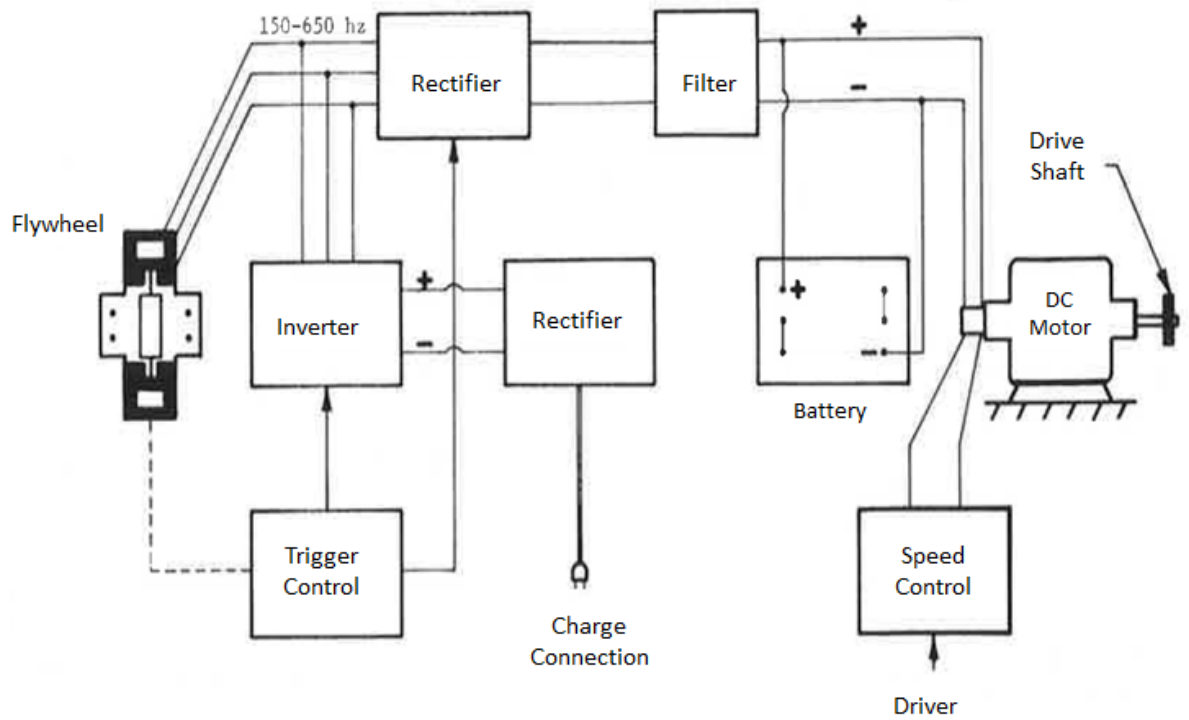 150-650 hz
Rectifier
Filter
+
−
Drive
Shaft
Flywheel
Inverter
+
−
Rectifier
+
−
DC
Motor
Battery
Trigger
Control
Speed
Control
Charge
Connection
Driver